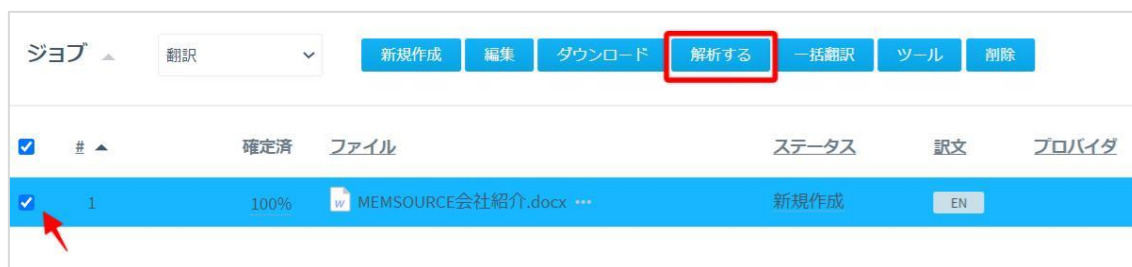 ジョブ 翻訳 新規作成 編集 ダウンロード 解析する 一括翻訳 ツール 削除
# 確定済 ファイル ステータス 訳文 プロバイダ
1 100% W MEMSOURCE会社紹介.docx ... 新規作成 EN